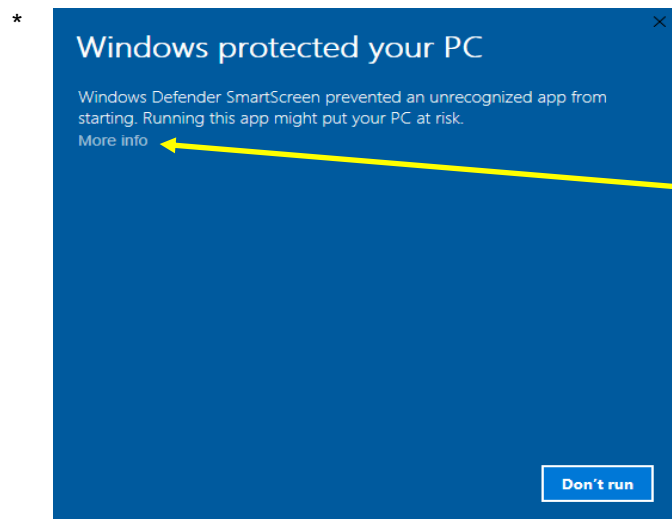 *
Windows protected your PC
Windows Defender SmartScreen prevented an unrecognized app from
starting. Running this app might put your PC at risk.
More info
Don't run